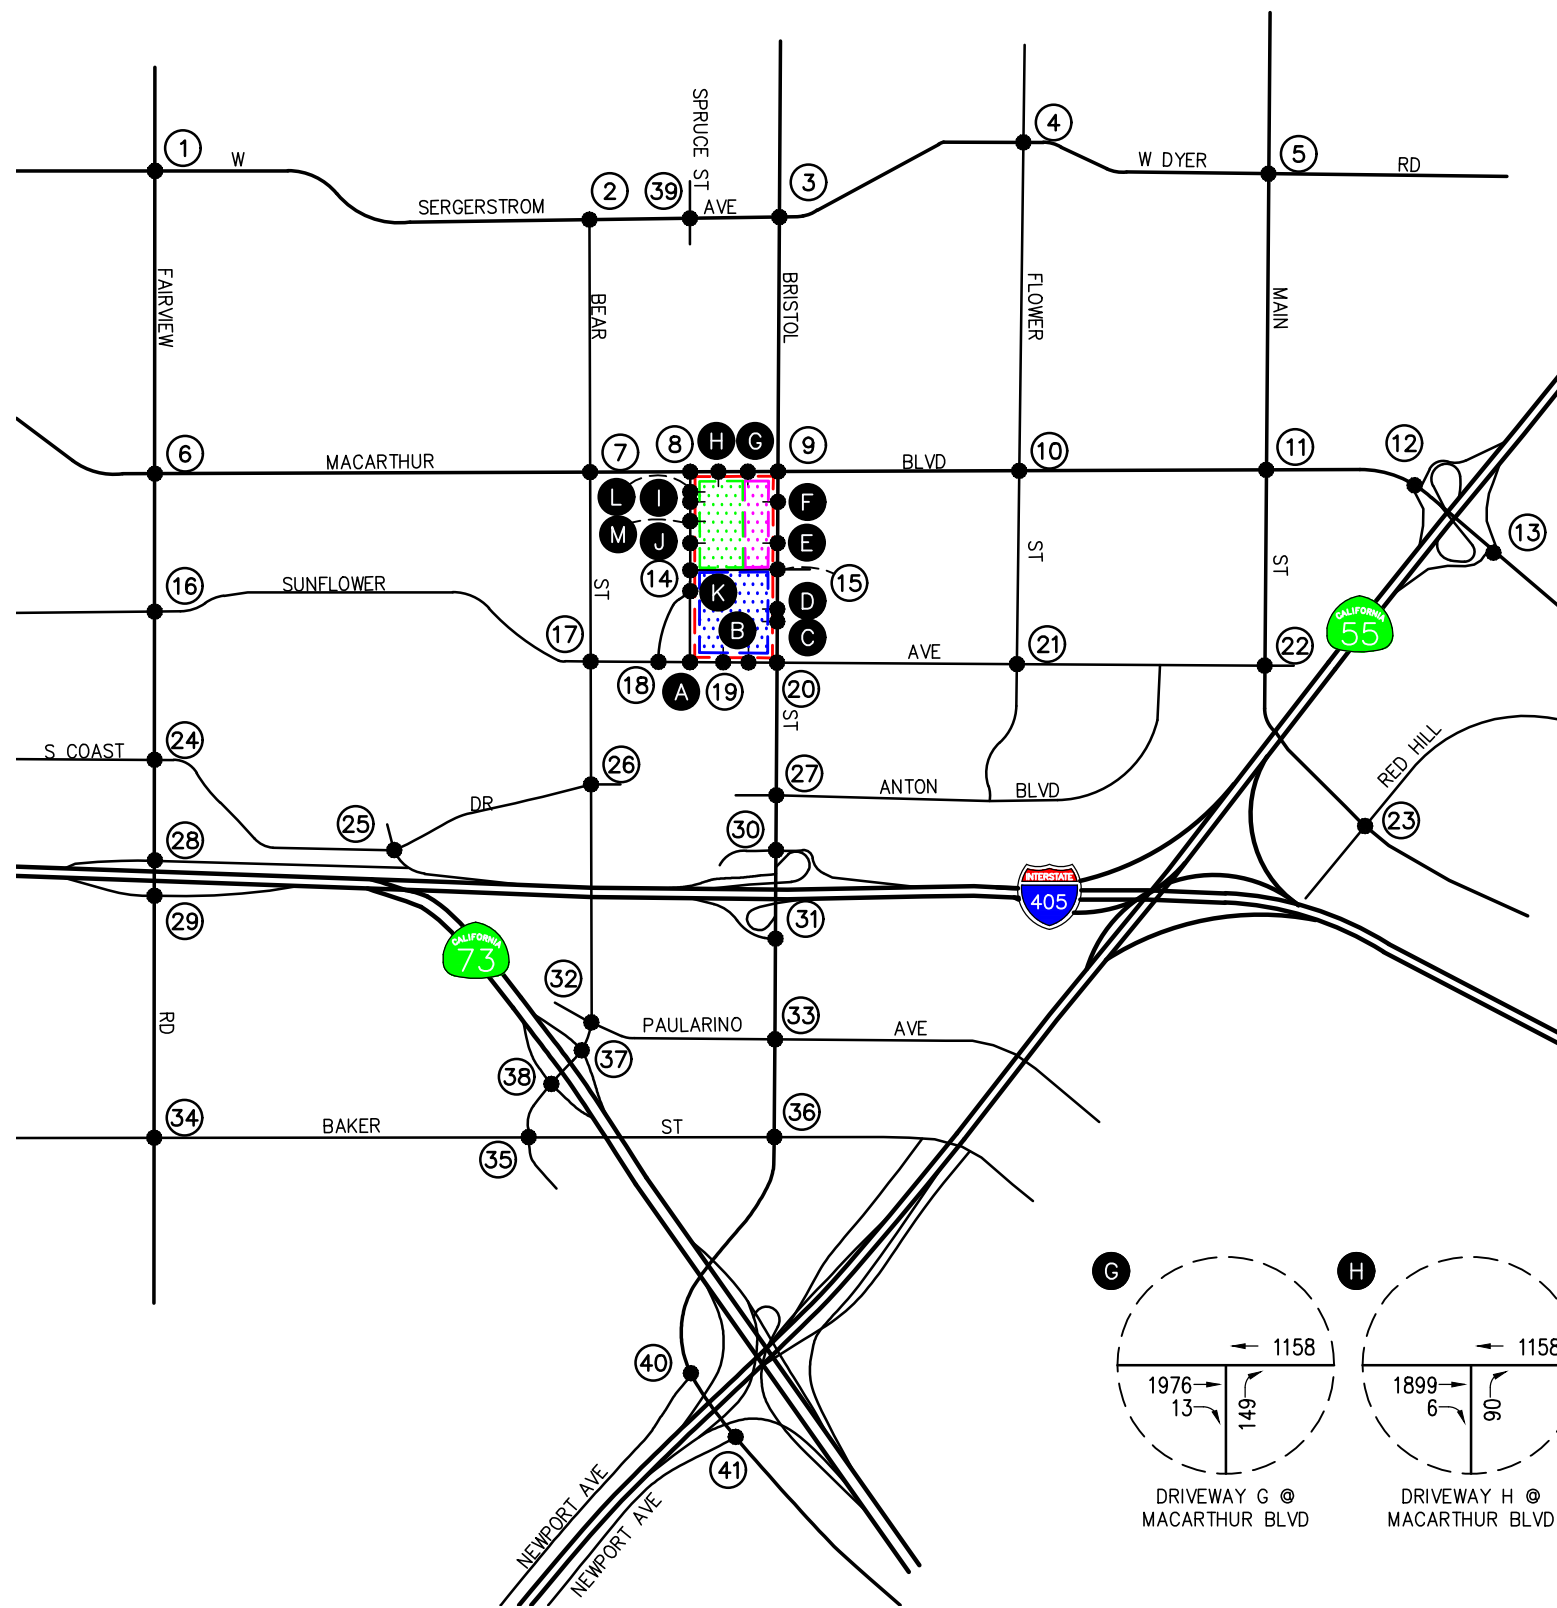 SPRUCE ST
4
1
W
W DYER
5
RD
2
39
3
SERGERSTROM
AVE
FAIRVIEW
BEAR
BRISTOL
FLOWER
MAIN
6
MACARTHUR
7
8
H
G
9
BLVD
10
11
12
L
I
F
M
J
E
ST
ST
13
16
SUNFLOWER
ST
14
K
15
D
CALIFORNIA
55
17
B
C
AVE
21
22
18
A
19
20
ST
24
S COAST
26
27
ANTON
BLVD
RED HILL
DR
25
30
23
28
INTERSTATE
405
29
31
CALIFORNIA
73
32
RD
PAULARINO
33
AVE
37
38
34
BAKER
ST
36
35
G
H
1158
1158
40
1976
13
149
1899
6
90
41
NEWPORT AVE
NEWPORT AVE
DRIVEWAY G @
MACARTHUR BLVD
DRIVEWAY H @
MACARTHUR BLVD